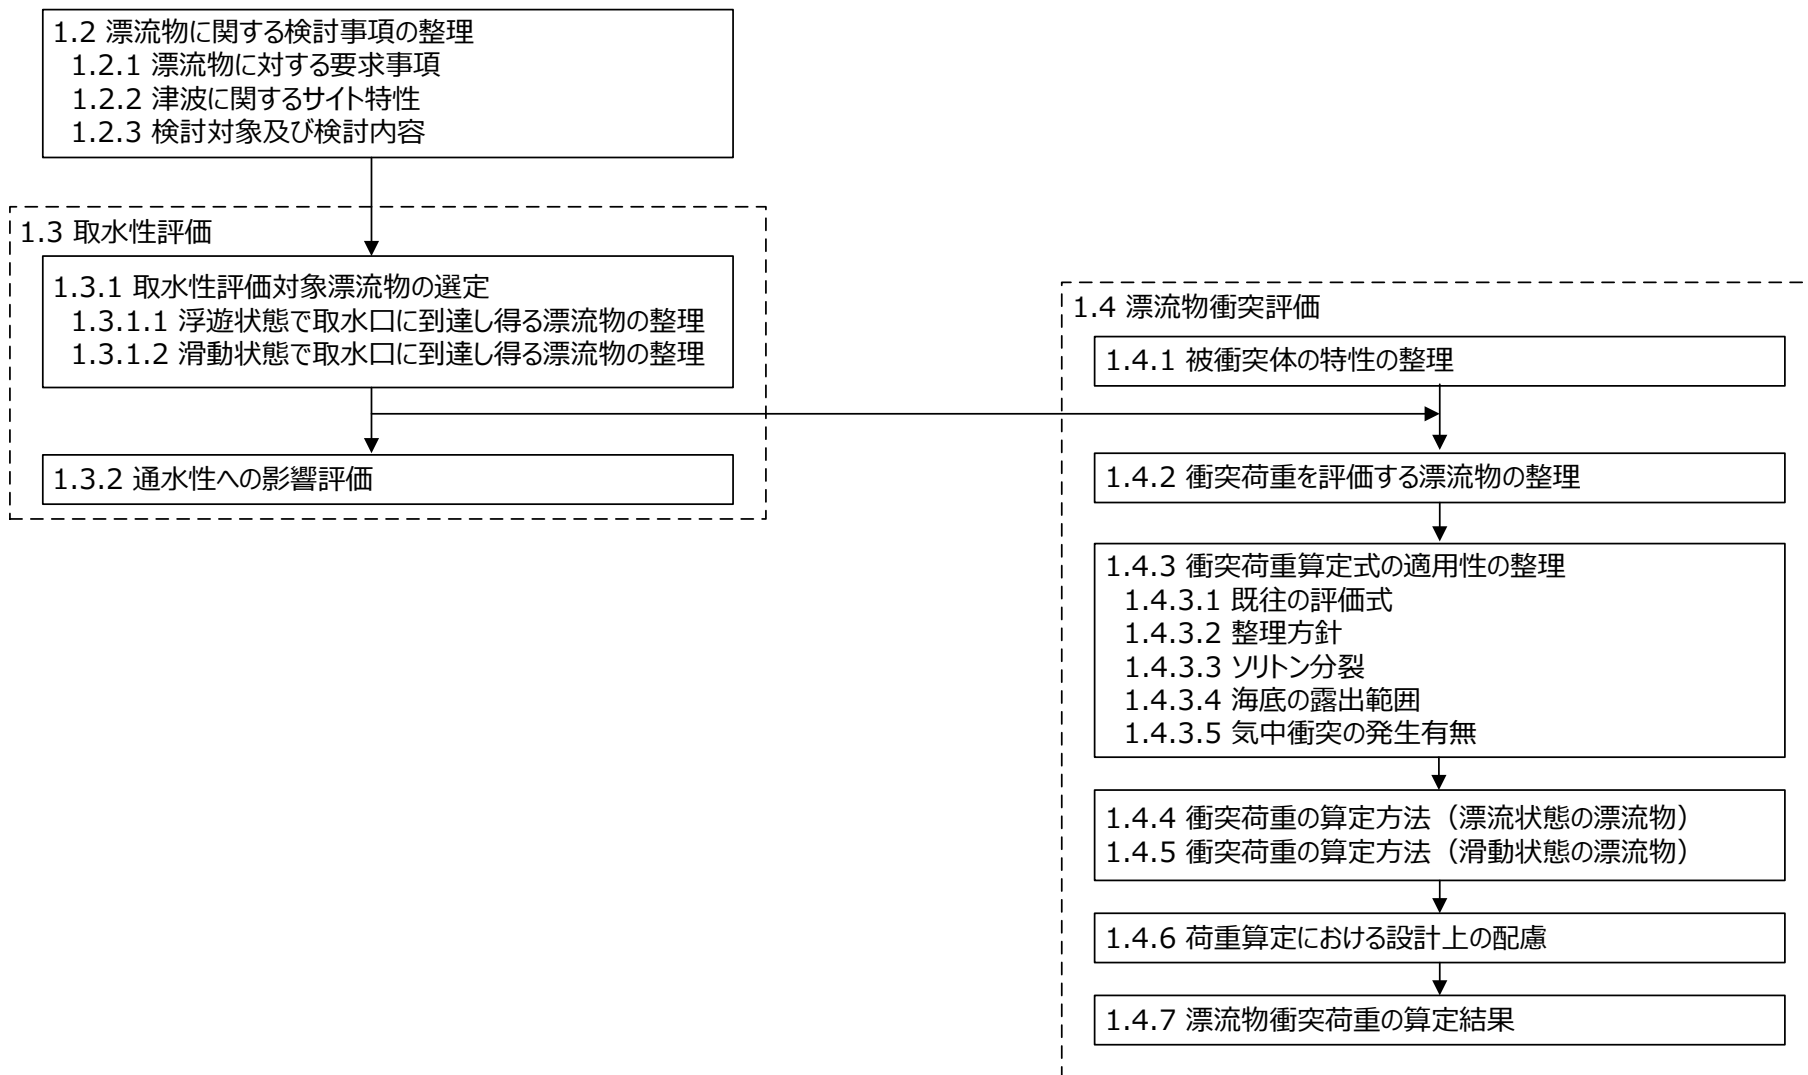 1.2 漂流物に関する検討事項の整理
1.2.1 漂流物に対する要求事項
1.2.2 津波に関するサイト特性
1.2.3 検討対象及び検討内容
1.3 取水性評価
1.3.1 取水性評価対象漂流物の選定
1.3.1.1 浮遊状態で取水口に到達し得る漂流物の整理
1.3.1.2 滑動状態で取水口に到達し得る漂流物の整理
1.3.2 通水性への影響評価
1.4 漂流物衝突評価
1.4.1 被衝突体の特性の整理
1.4.2 衝突荷重を評価する漂流物の整理
1.4.3 衝突荷重算定式の適用性の整理
1.4.3.1 既往の評価式
1.4.3.2 整理方針
1.4.3.3 ソリトン分裂
1.4.3.4 海底の露出範囲
1.4.3.5 気中衝突の発生有無
1.4.4 衝突荷重の算定方法（漂流状態の漂流物）
1.4.5 衝突荷重の算定方法（滑動状態の漂流物）
1.4.6 荷重算定における設計上の配慮
1.4.7 漂流物衝突荷重の算定結果